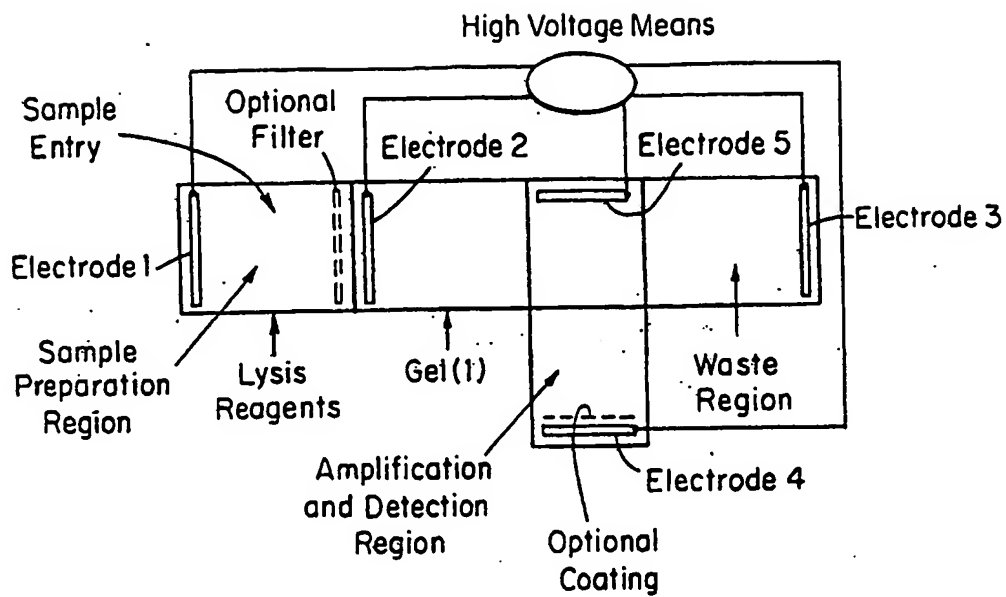 High Voltage Means
Sample
Entry
Optional
Filter
Electrode 2
Electrode 5
Electrode 3
Electrode 1
Sample
Preparation
Region
Lysis
Reagents
Gel(1)
Waste
Region
Amplification
and Detection
Region
Electrode 4
Optional
Coating